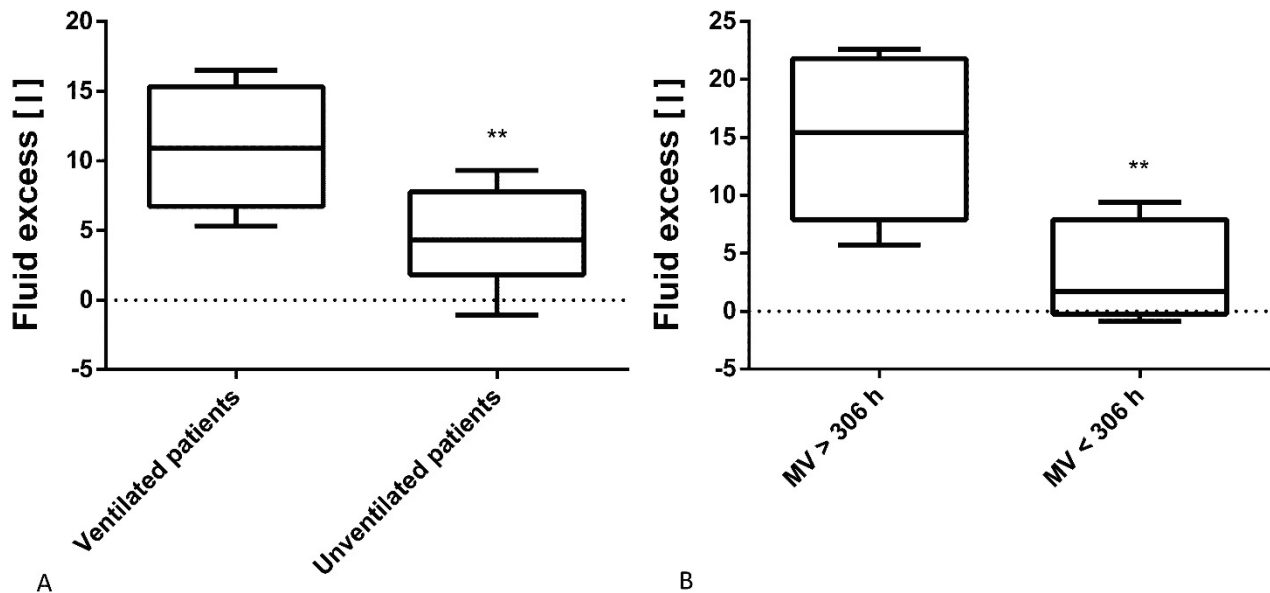 Fluid excess [ l ]
20
15
10
5
0
-5
**
Ventilated patients
Unventilated patients
A
Fluid excess [ l ]
25
20
15
10
5
0
-5
**
MV > 306 h
MV < 306 h
B